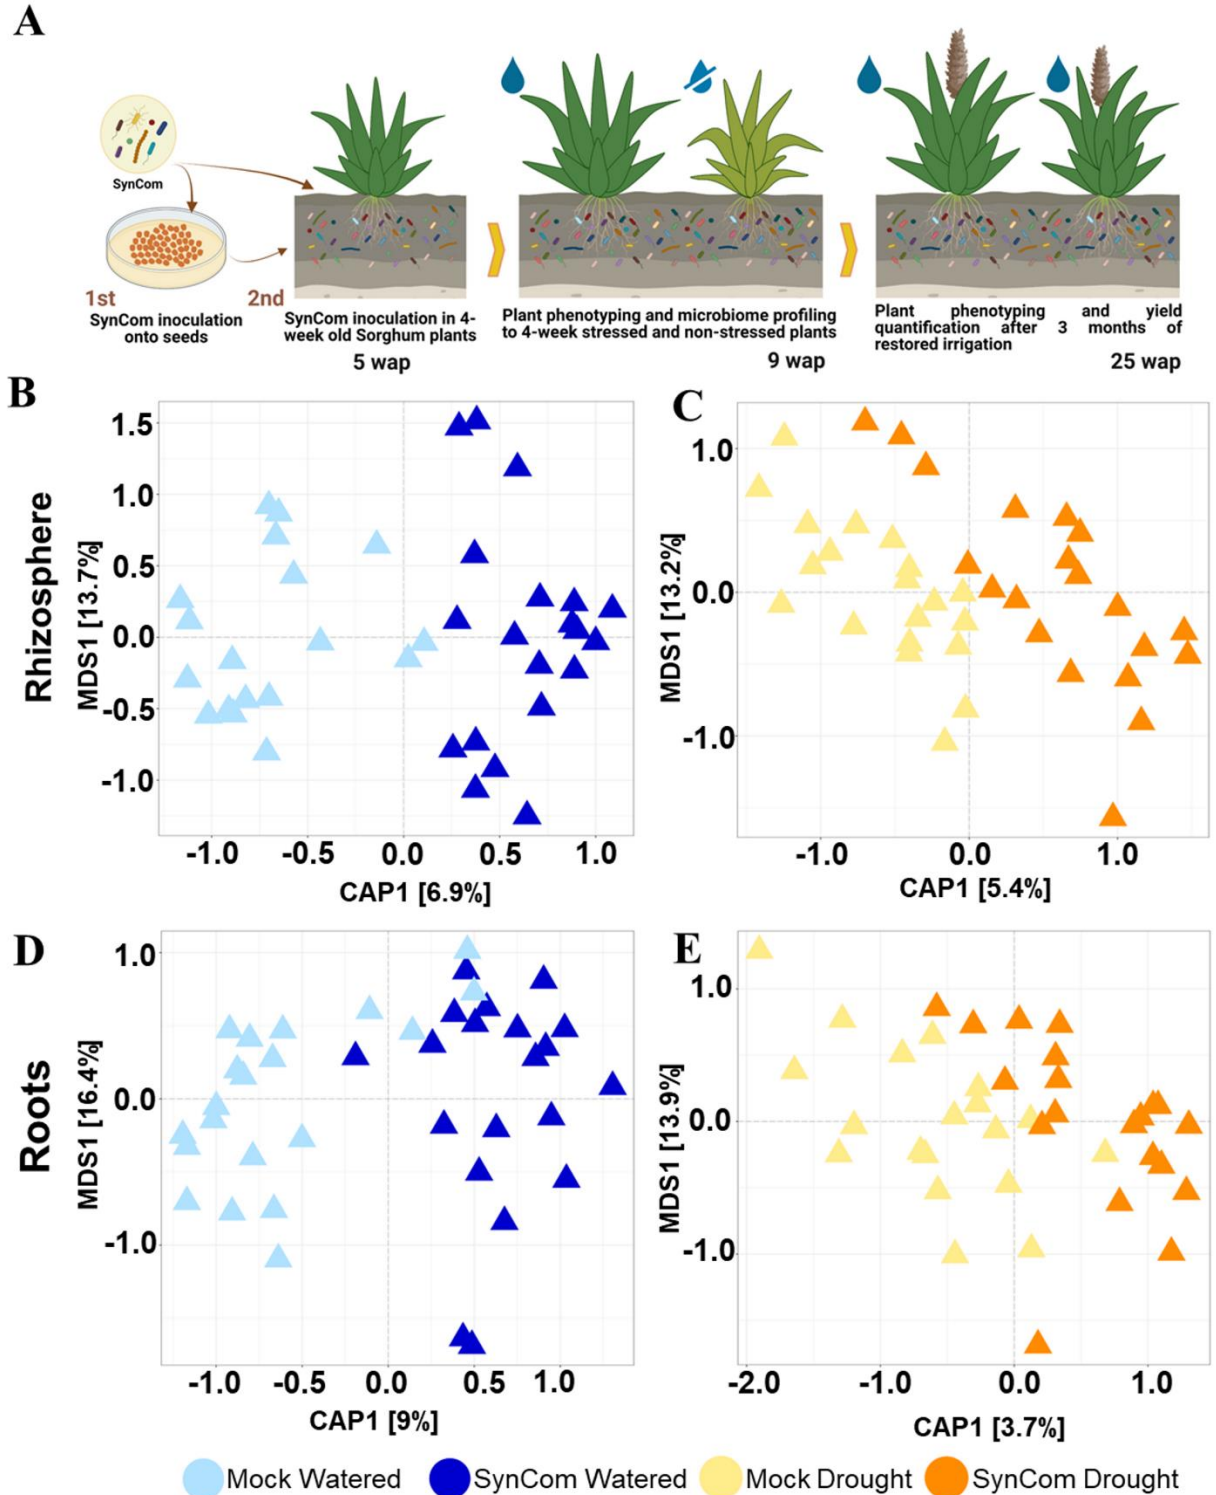 A
SynCom
1st
2nd
SynCom inoculation
onto seeds
SynCom inoculation in 4-
week old Sorghum plants
5 wap
Plant phenotyping and microbiome profiling
to 4-week stressed and non-stressed plants
9 wap
Plant phenotyping and yield
quantification after 3 months of
restored irrigation
25 wap
B
Rhizosphere
MDS1 [13.7%]
1.5
1.0
0.5
0.0
-0.5
-1.0
-1.0 -0.5 0.0 0.5 1.0
CAP1 [6.9%]
C
MDS1 [13.2%]
1.0
0.0
-1.0
-1.0 0.0 1.0
CAP1 [5.4%]
D
Roots
MDS1 [16.4%]
1.0
0.0
-1.0
-1.0 -0.5 0.0 0.5 1.0
CAP1 [9%]
E
MDS1 [13.9%]
1.0
0.0
-1.0
-2.0 -1.0 0.0 1.0
CAP1 [3.7%]
Mock Watered SynCom Watered Mock Drought SynCom Drought